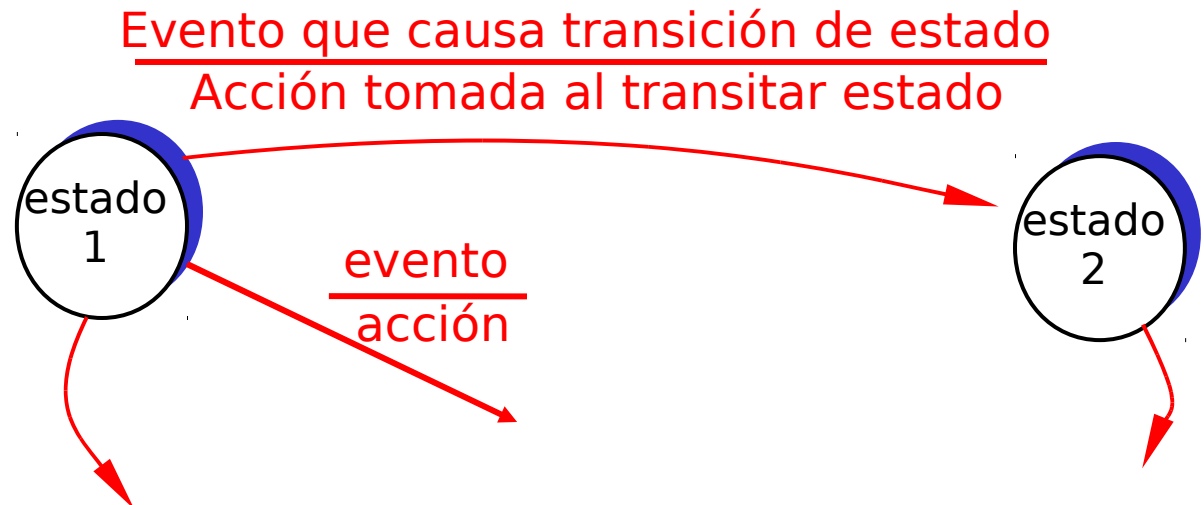 Evento que causa transición de estado
Acción tomada al transitar estado
estado
1
estado
2
evento
acción